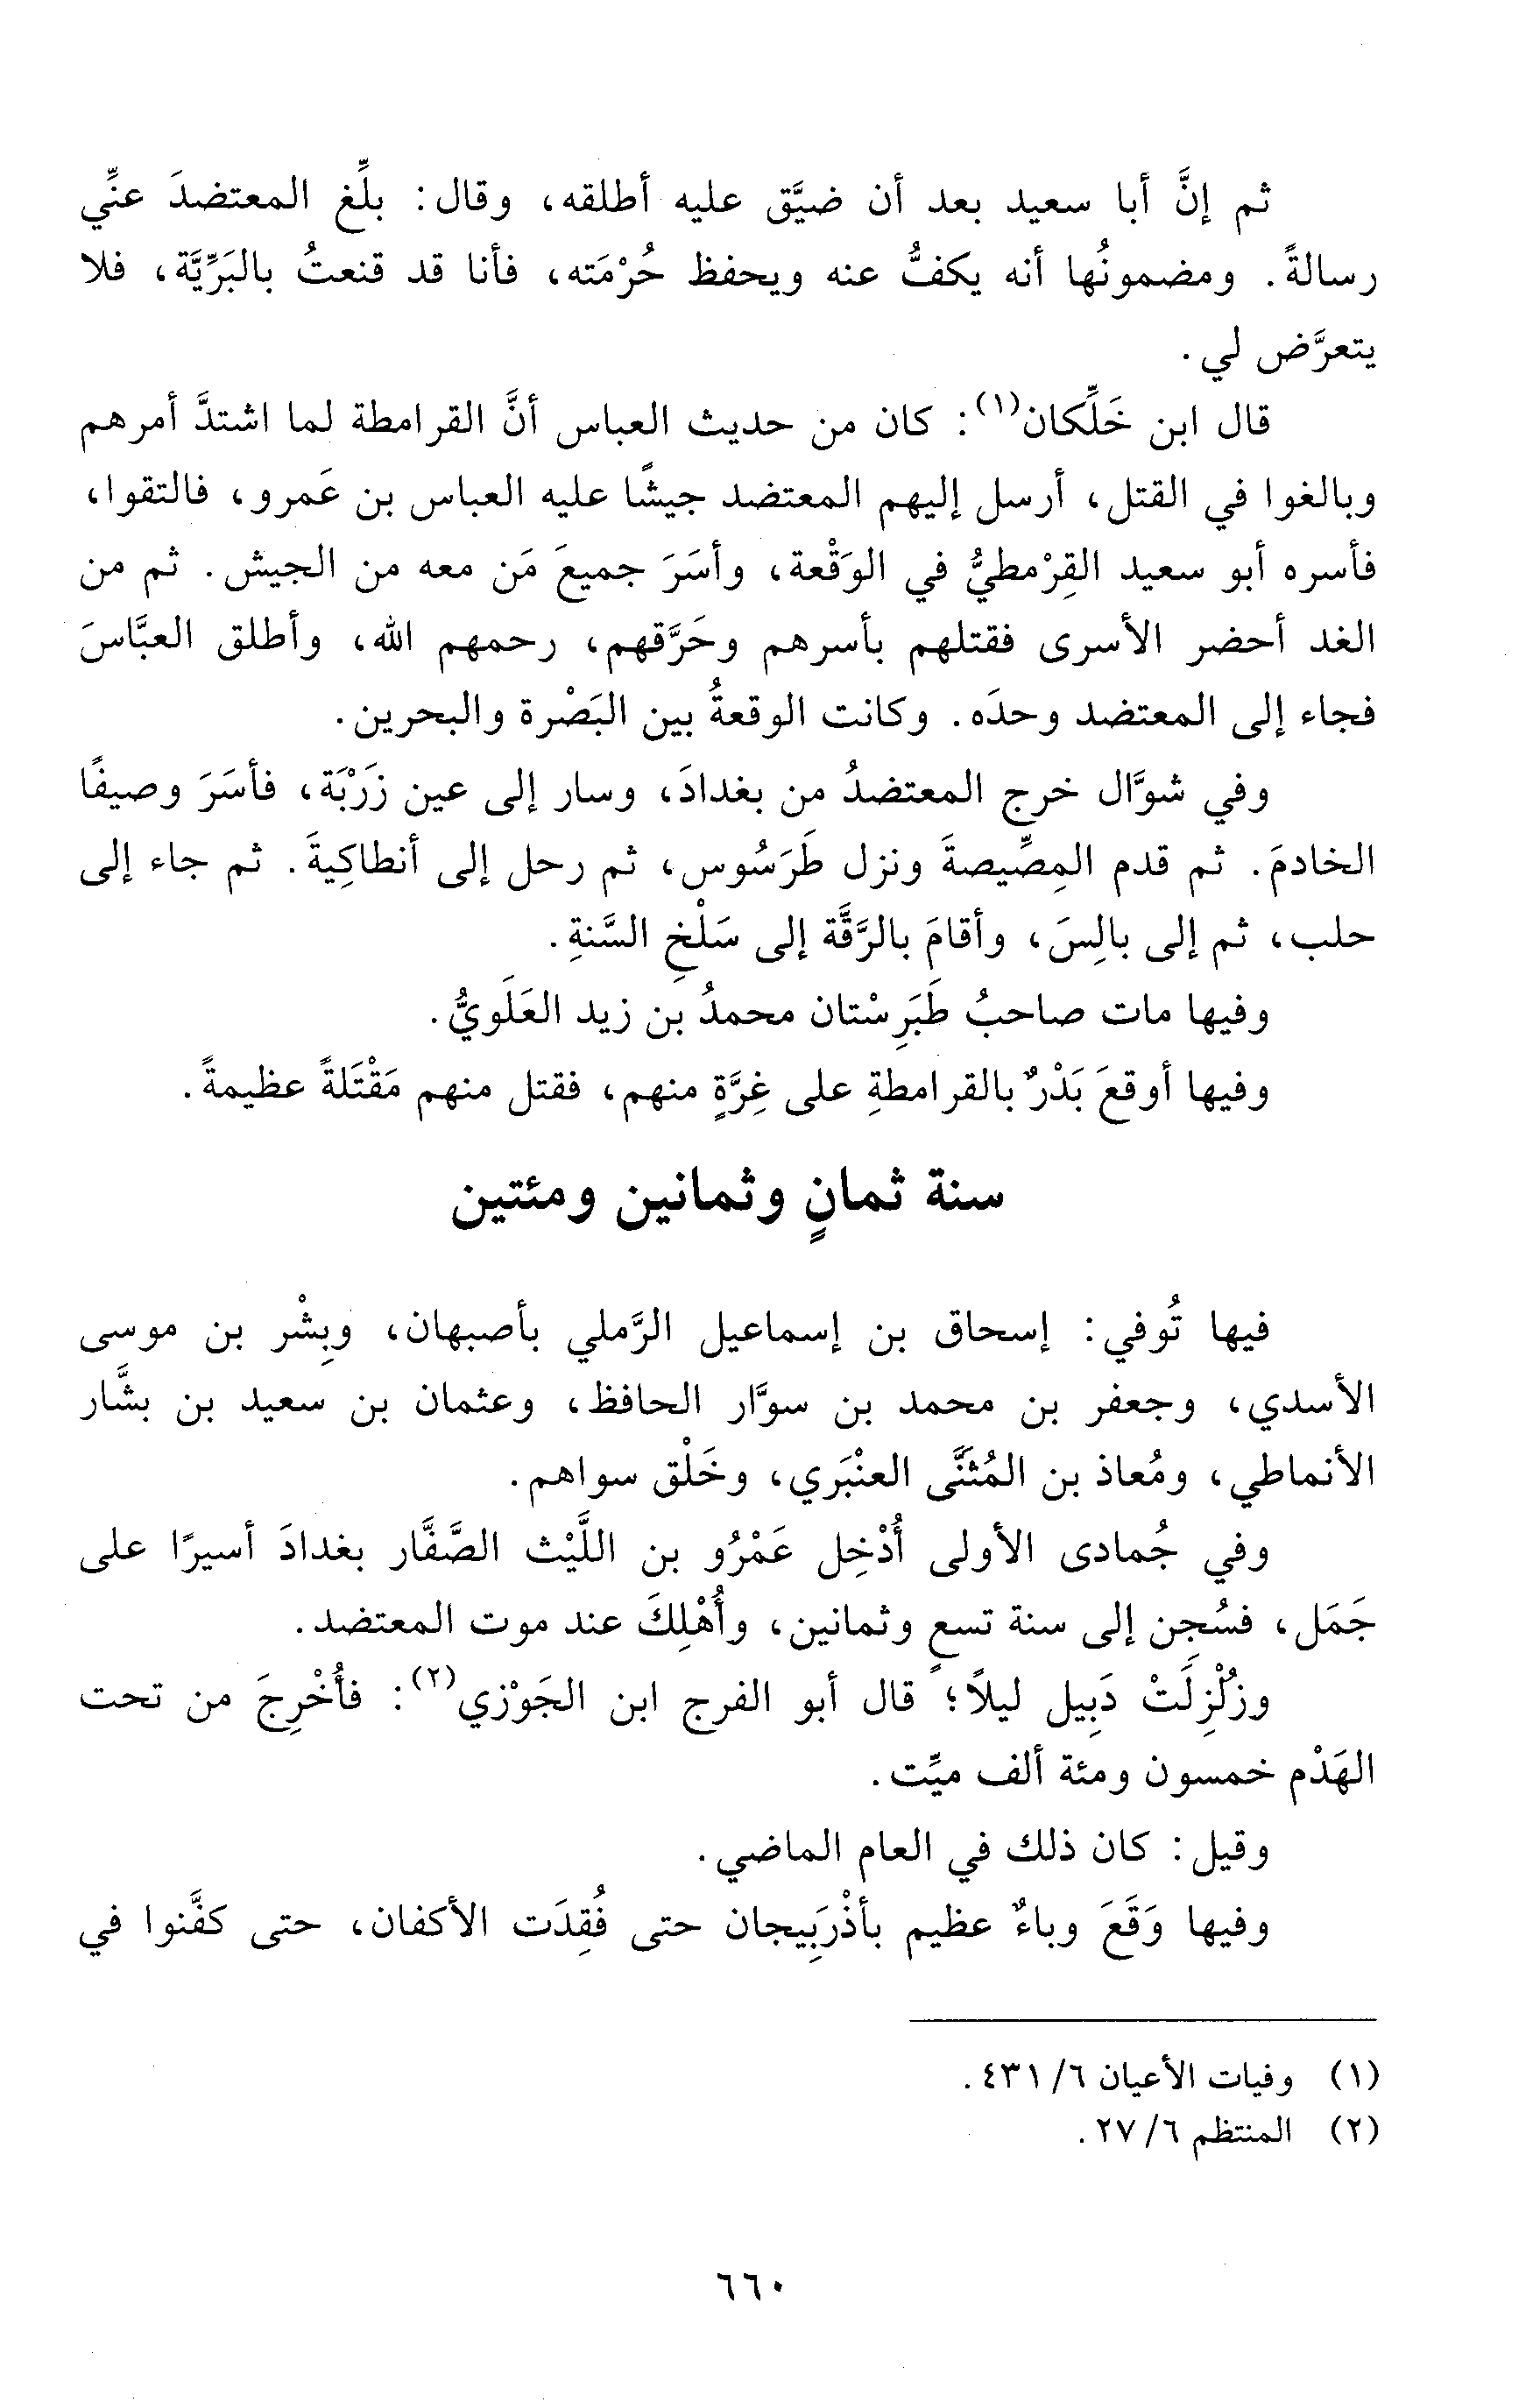 ثم إنَّ أبا سعيد بعد أن ضيَّق عليه أطلقه، وقال: بلِّغ المعتضدَ عنِّي
رسالةً. ومضمونُها أنه يكفُّ عنه ويحفظ حُرْمَته، فأنا قد قنعتُ بالبَرِّيَّة، فلا
يتعرَّض لي.
قال ابن خَلِّكان(١): كان من حديث العباس أنَّ القرامطة لما اشتدَّ أمرهم
وبالغوا في القتل، أرسل إليهم المعتضد جيشًا عليه العباس بن عَمرو، فالتقوا،
فأسره أبو سعيد القِرْمطيُّ في الوَقْعة، وأسَرَ جميعَ مَن معه من الجيش. ثم من
الغد أحضر الأسرى فقتلهم بأسرهم وحَرَّقهم، رحمهم الله، وأطلق العبَّاسَ
فجاء إلى المعتضد وحدَه. وكانت الوقعةُ بين البَصْرة والبحرين.
وفي شوَّال خرج المعتضدُ من بغدادَ، وسار إلى عين زَرْبَة، فأسَرَ وصيفًا
الخادمَ. ثم قدم المِصِّيصةَ ونزل طَرَسُوس، ثم رحل إلى أنطاكِيةَ. ثم جاء إلى
حلب، ثم إلى بالِسَ، وأقامَ بالرَّقَّة إلى سَلْخِ السَّنةِ.
وفيها مات صاحبُ طَبَرِسْتان محمدُ بن زيد العَلَويُّ.
وفيها أوقعَ بَدْرٌ بالقرامطةِ على غِرَّةٍ منهم، فقتل منهم مَقْتَلةً عظيمةً.
سنة ثمانٍ وثمانين ومئتين
فيها تُوفي: إسحاق بن إسماعيل الرَّملي بأصبهان، وبِشْر بن موسى
الأسدي، وجعفر بن محمد بن سوَّار الحافظ، وعثمان بن سعيد بن بشَّار
الأنماطي، ومُعاذ بن المُثنَّى العنْبَري، وخَلْق سواهم.
وفي جُمادى الأولى أُدْخِل عَمْرُو بن اللَّيْث الصَّفَّار بغدادَ أسيرًا على
جَمَل، فسُجِن إلى سنة تسعٍ وثمانين، وأُهْلِكَ عند موت المعتضد.
وزُلْزِلَتْ دَبِيل ليلاً؛ قال أبو الفرج ابن الجَوْزي(٢): فأُخْرِجَ من تحت
الهَدْم خمسون ومئة ألف ميِّت.
وقيل: كان ذلك في العام الماضي.
وفيها وَقَعَ وباءٌ عظيم بأذْرَبِيجان حتى فُقِدَت الأكفان، حتى كفَّنوا في
(١) وفيات الأعيان ٦/ ٤٣١.
(٢) المنتظم ٦/ ٢٧.
٦٦٠